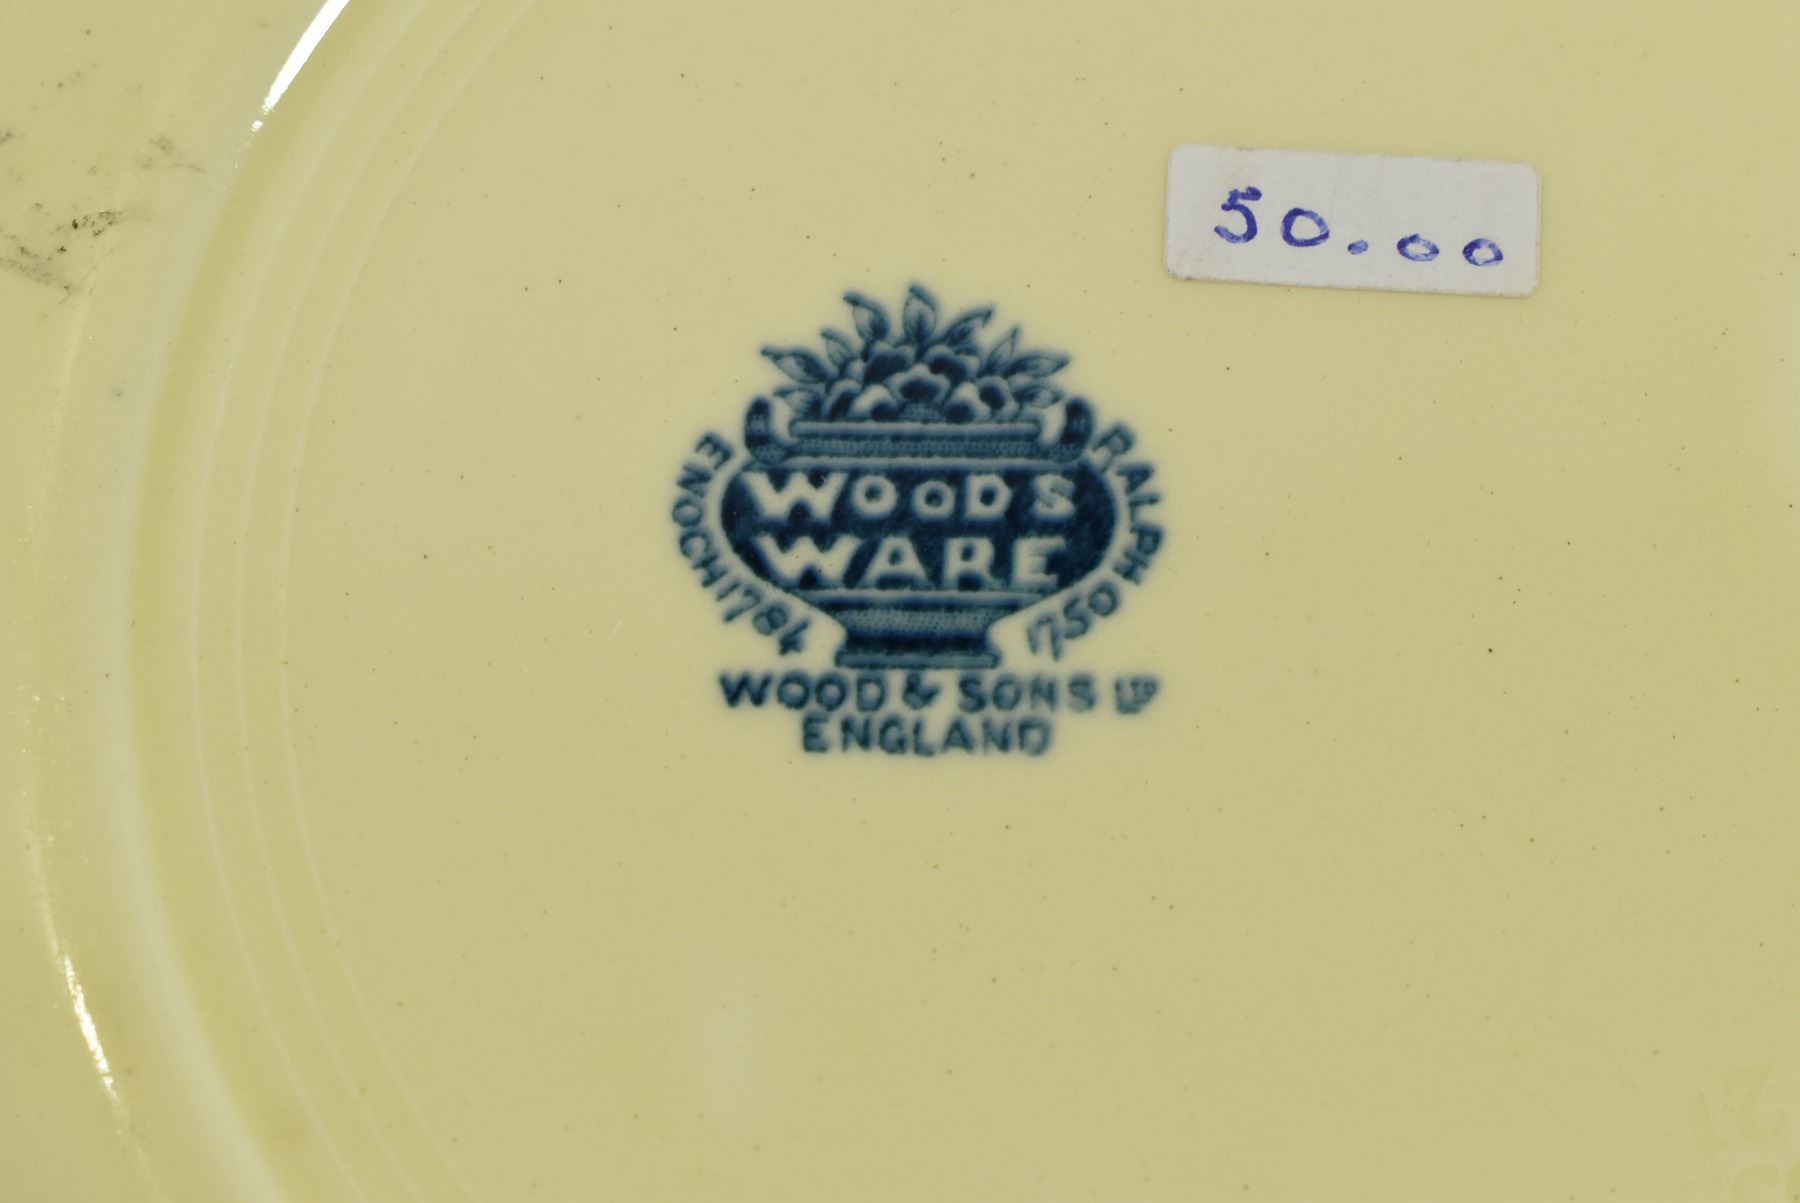 50.00
WOODS
WARE
ENOCH 1784
RALPH 1750
WOOD & SONS LTD
ENGLAND